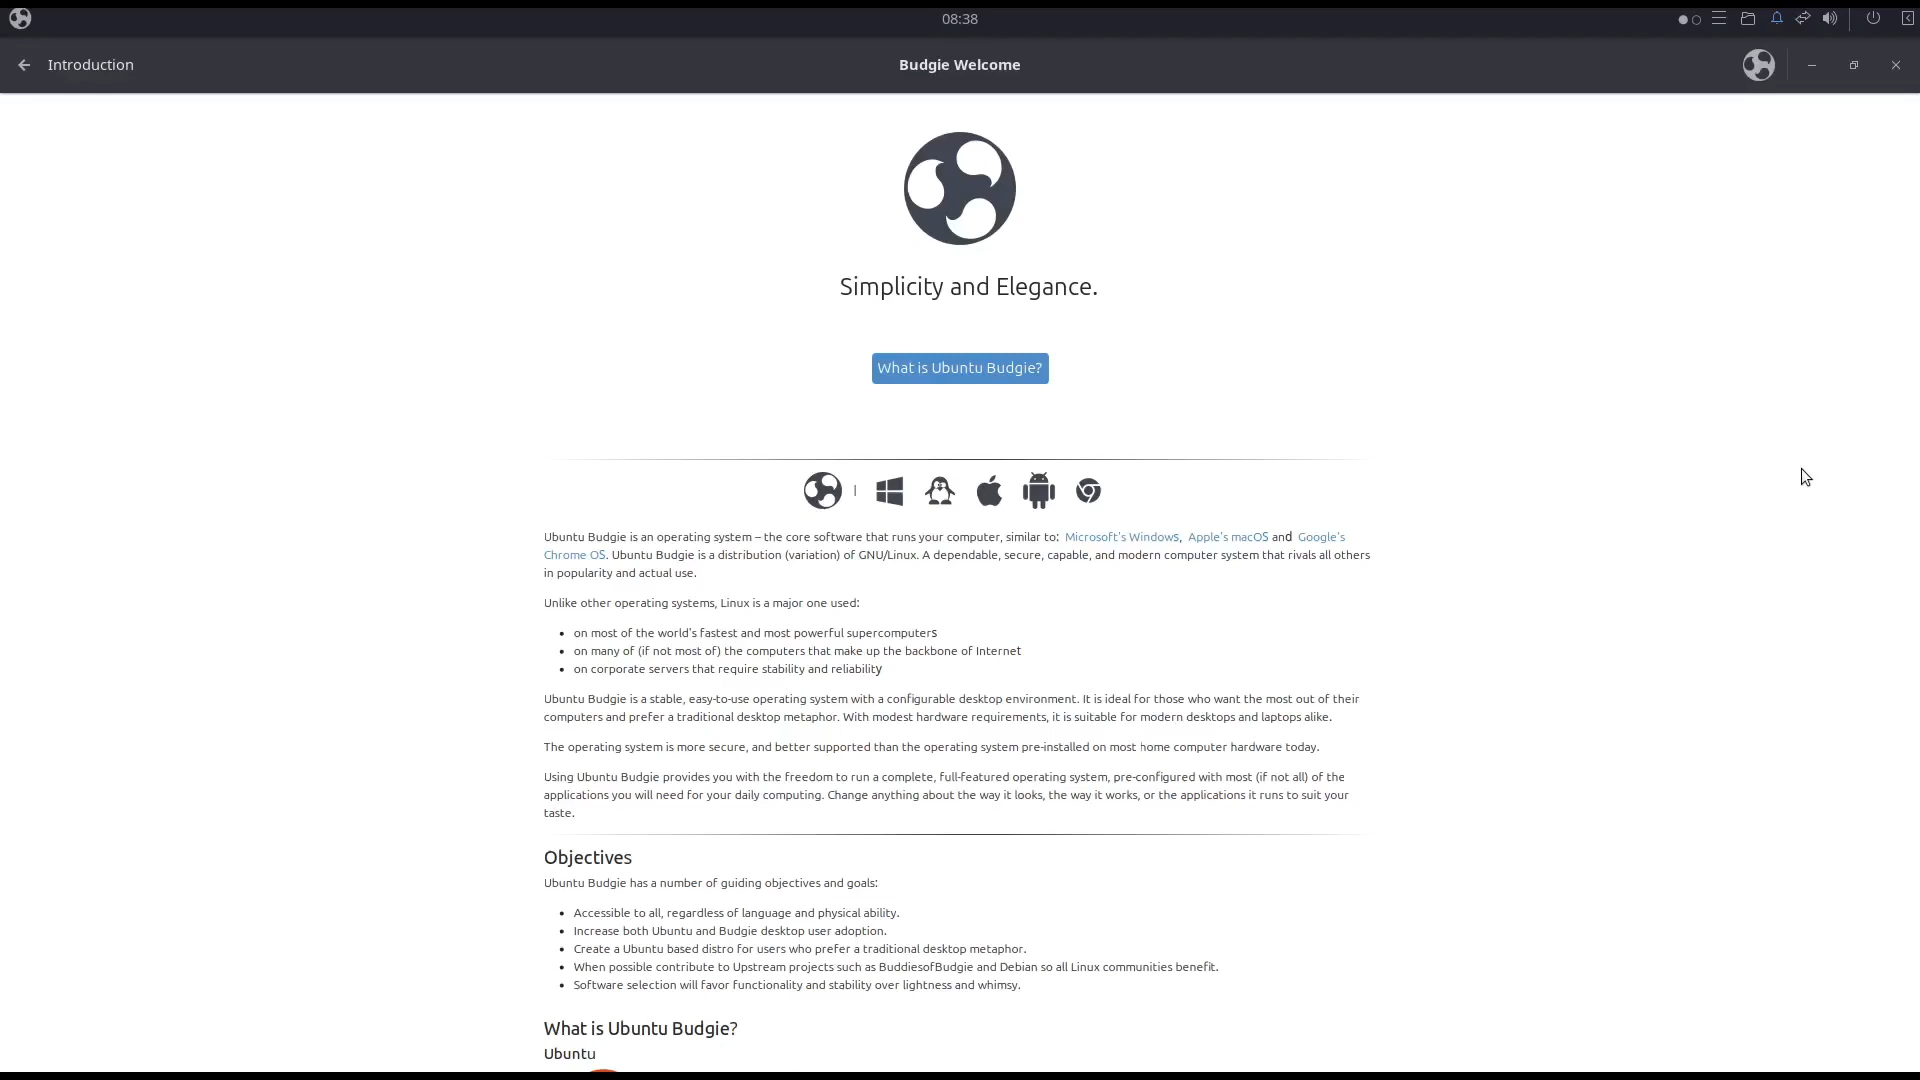 08:38
Introduction
Budgie Welcome
Simplicity and Elegance.
What is Ubuntu Budgie?
Ubuntu Budgie is an operating system – the core software that runs your computer, similar to: Microsoft's Windows, Apple's macOS and Google's
Chrome OS. Ubuntu Budgie is a distribution (variation) of GNU/Linux. A dependable, secure, capable, and modern computer system that rivals all others
in popularity and actual use.
Unlike other operating systems, Linux is a major one used:
• on most of the world's fastest and most powerful supercomputers
• on many of (if not most of) the computers that make up the backbone of Internet
• on corporate servers that require stability and reliability
Ubuntu Budgie is a stable, easy-to-use operating system with a configurable desktop environment. It is ideal for those who want the most out of their
computers and prefer a traditional desktop metaphor. With modest hardware requirements, it is suitable for modern desktops and laptops alike.
The operating system is more secure, and better supported than the operating system pre-installed on most home computer hardware today.
Using Ubuntu Budgie provides you with the freedom to run a complete, full-featured operating system, pre-configured with most (if not all) of the
applications you will need for your daily computing. Change anything about the way it looks, the way it works, or the applications it runs to suit your
taste.
Objectives
Ubuntu Budgie has a number of guiding objectives and goals:
• Accessible to all, regardless of language and physical ability.
• Increase both Ubuntu and Budgie desktop user adoption.
• Create a Ubuntu based distro for users who prefer a traditional desktop metaphor.
• When possible contribute to Upstream projects such as BuddiesofBudgie and Debian so all Linux communities benefit.
• Software selection will favor functionality and stability over lightness and whimsy.
What is Ubuntu Budgie?
Ubuntu